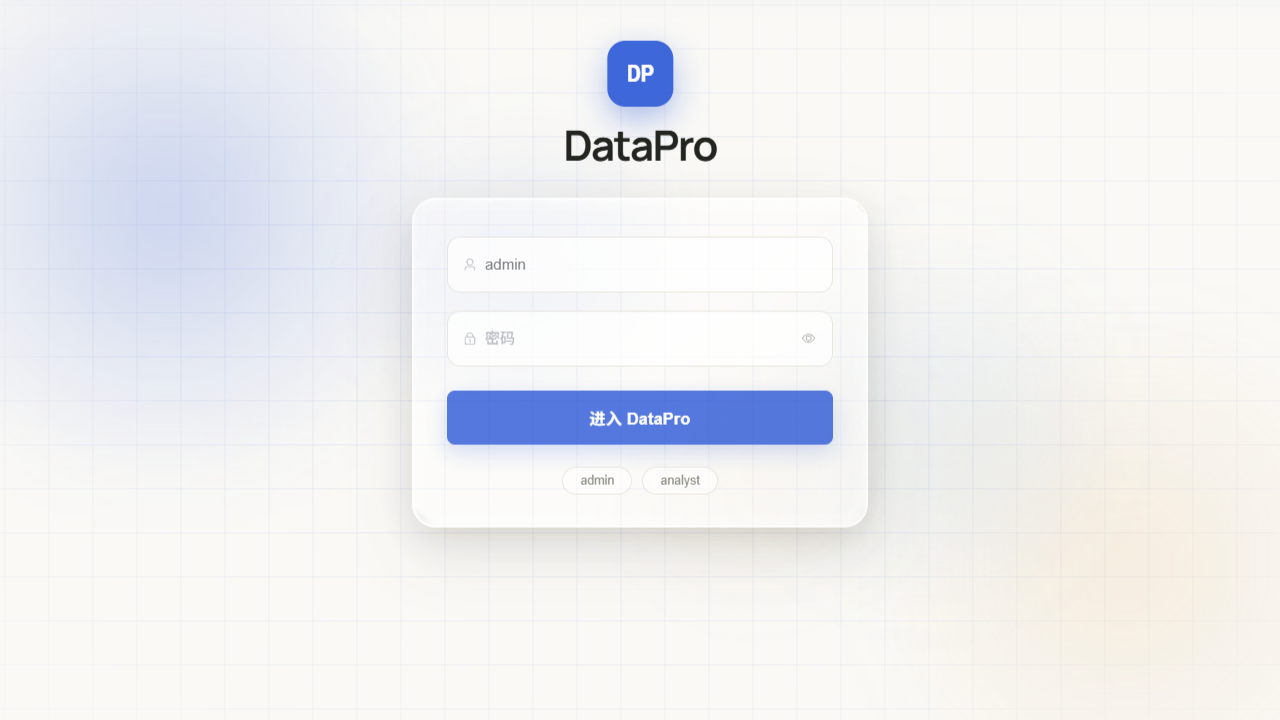 DP
DataPro
admin
密码
进入 DataPro
admin analyst